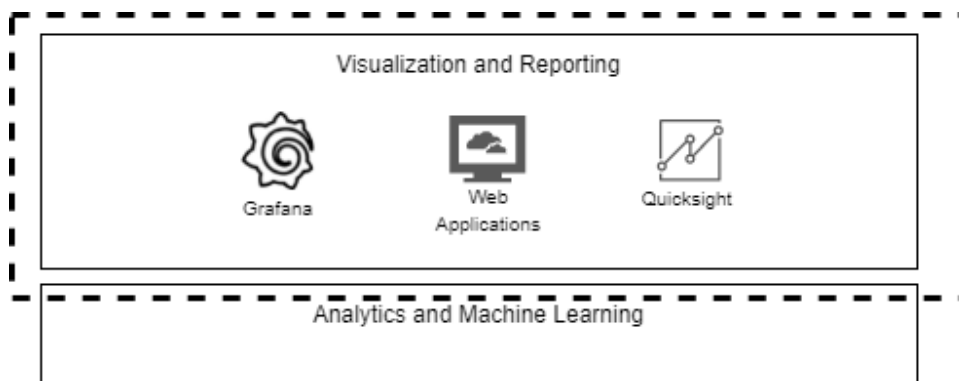 Visualization and Reporting
Grafana
Web
Applications
Quicksight
Analytics and Machine Learning